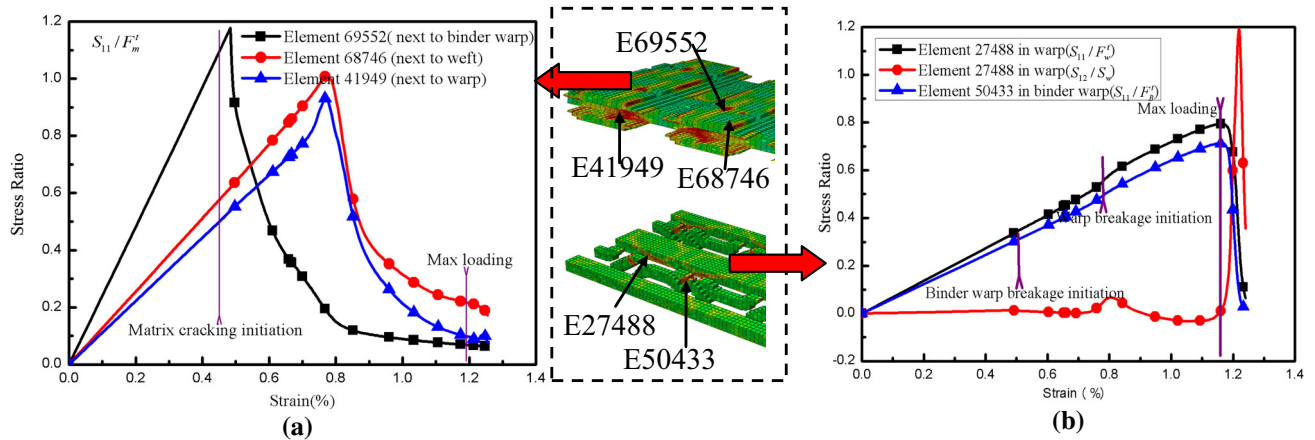 (a)
S₁₁/Fₘᵗ
Element 69552( next to binder warp)
Element 68746 (next to weft)
Element 41949 (next to warp)
Matrix cracking initiation
Max loading
Stress Ratio
1.2
1.0
0.8
0.6
0.4
0.2
0.0
0.0 0.2 0.4 0.6 0.8 1.0 1.2 1.4
Strain(%)
(a)
E69552
E41949
E68746
E27488
E50433
(b)
Element 27488 in warp(S₁₁/F_wᵗ)
Element 27488 in warp(S₁₂/S_w)
Element 50433 in binder warp(S₁₁/F_Bᵗ)
Max loading
Warp breakage initiation
Binder warp breakage initiation
Stress Ratio
1.2
1.0
0.8
0.6
0.4
0.2
0.0
-0.2
0.0 0.2 0.4 0.6 0.8 1.0 1.2 1.4
Strain ( %)
(b)